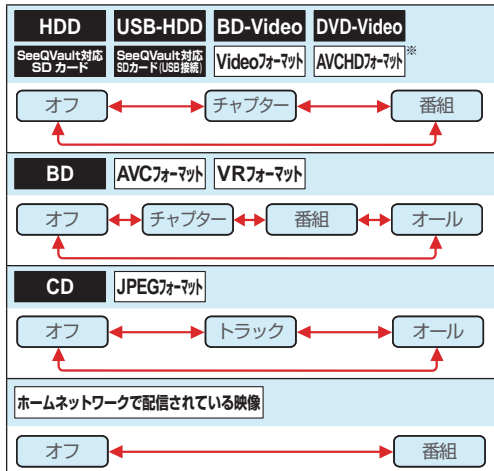 HDD USB-HDD BD-Video DVD-Video
SeeQVault対応 SDカード SeeQVault対応 SDカード(USB接続) Videoフォーマット AVCHDフォーマット※
オフ チャプター 番組
BD AVCフォーマット VRフォーマット
オフ チャプター 番組 オール
CD JPEGフォーマット
オフ トラック オール
ホームネットワークで配信されている映像
オフ 番組